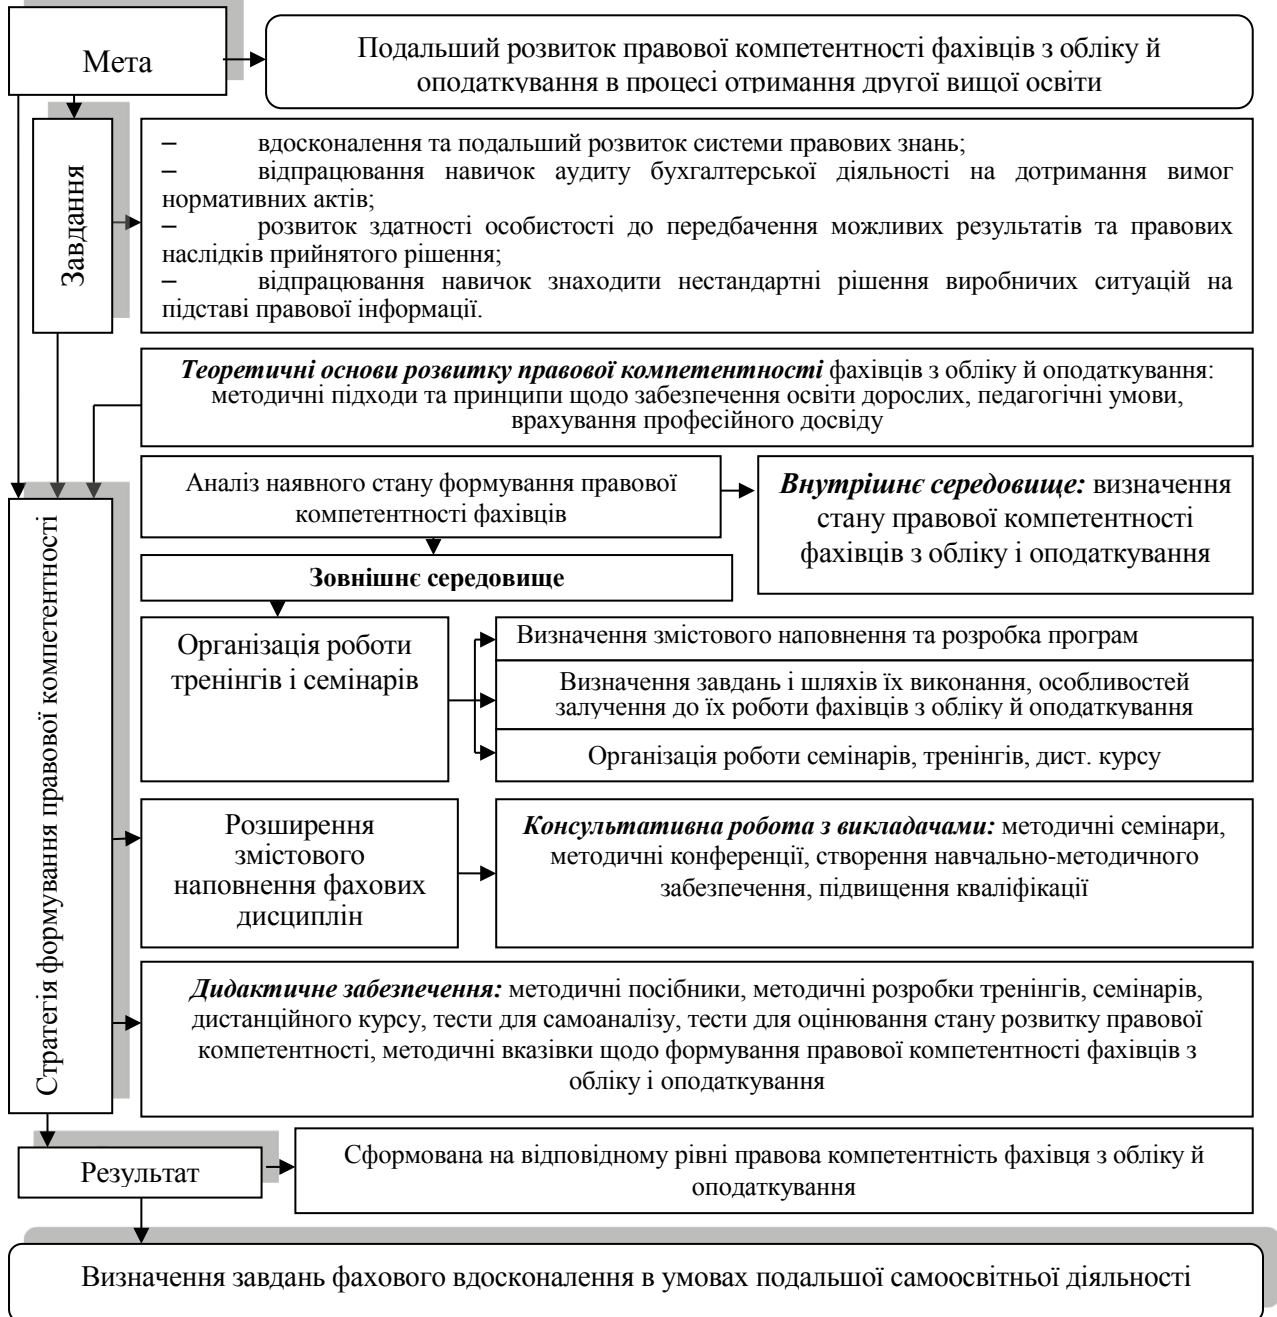 Мета
Подальший розвиток правової компетентності фахівців з обліку й
оподаткування в процесі отримання другої вищої освіти
Завдання
– вдосконалення та подальший розвиток системи правових знань;
– відпрацювання навичок аудиту бухгалтерської діяльності на дотримання вимог
нормативних актів;
– розвиток здатності особистості до передбачення можливих результатів та правових
наслідків прийнятого рішення;
– відпрацювання навичок знаходити нестандартні рішення виробничих ситуацій на
підставі правової інформації.
Теоретичні основи розвитку правової компетентності фахівців з обліку й оподаткування:
методичні підходи та принципи щодо забезпечення освіти дорослих, педагогічні умови,
врахування професійного досвіду
Стратегія формування правової компетентності
Аналіз наявного стану формування правової
компетентності фахівців
Внутрішнє середовище: визначення
стану правової компетентності
фахівців з обліку і оподаткування
Зовнішнє середовище
Організація роботи
тренінгів і семінарів
Визначення змістового наповнення та розробка програм
Визначення завдань і шляхів їх виконання, особливостей
залучення до їх роботи фахівців з обліку й оподаткування
Організація роботи семінарів, тренінгів, дист. курсу
Розширення
змістового
наповнення фахових
дисциплін
Консультативна робота з викладачами: методичні семінари,
методичні конференції, створення навчально-методичного
забезпечення, підвищення кваліфікації
Дидактичне забезпечення: методичні посібники, методичні розробки тренінгів, семінарів,
дистанційного курсу, тести для самоаналізу, тести для оцінювання стану розвитку правової
компетентності, методичні вказівки щодо формування правової компетентності фахівців з
обліку і оподаткування
Результат
Сформована на відповідному рівні правова компетентність фахівця з обліку й
оподаткування
Визначення завдань фахового вдосконалення в умовах подальшої самоосвітньої діяльності